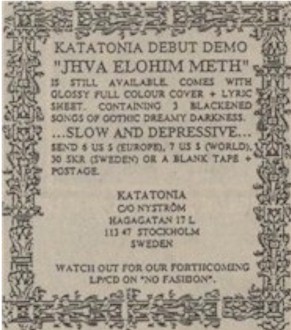 KATATONIA DEBUT DEMO
"JHVA ELOHIM METH"
IS STILL AVAILABLE. COMES WITH
GLOSSY FULL COLOUR COVER + LYRIC
SHEET. CONTAINING 3 BLACKENED
SONGS OF GOTHIC DREAMY DARKNESS.
...SLOW AND DEPRESSIVE...
SEND 6 US $ (EUROPE), 7 US $ (WORLD),
30 SKR (SWEDEN) OR A BLANK TAPE +
POSTAGE.
KATATONIA
C/O NYSTRÖM
HAGAGATAN 17 L
113 47 STOCKHOLM
SWEDEN
WATCH OUT FOR OUR FORTHCOMING
LP/CD ON "NO FASHION".